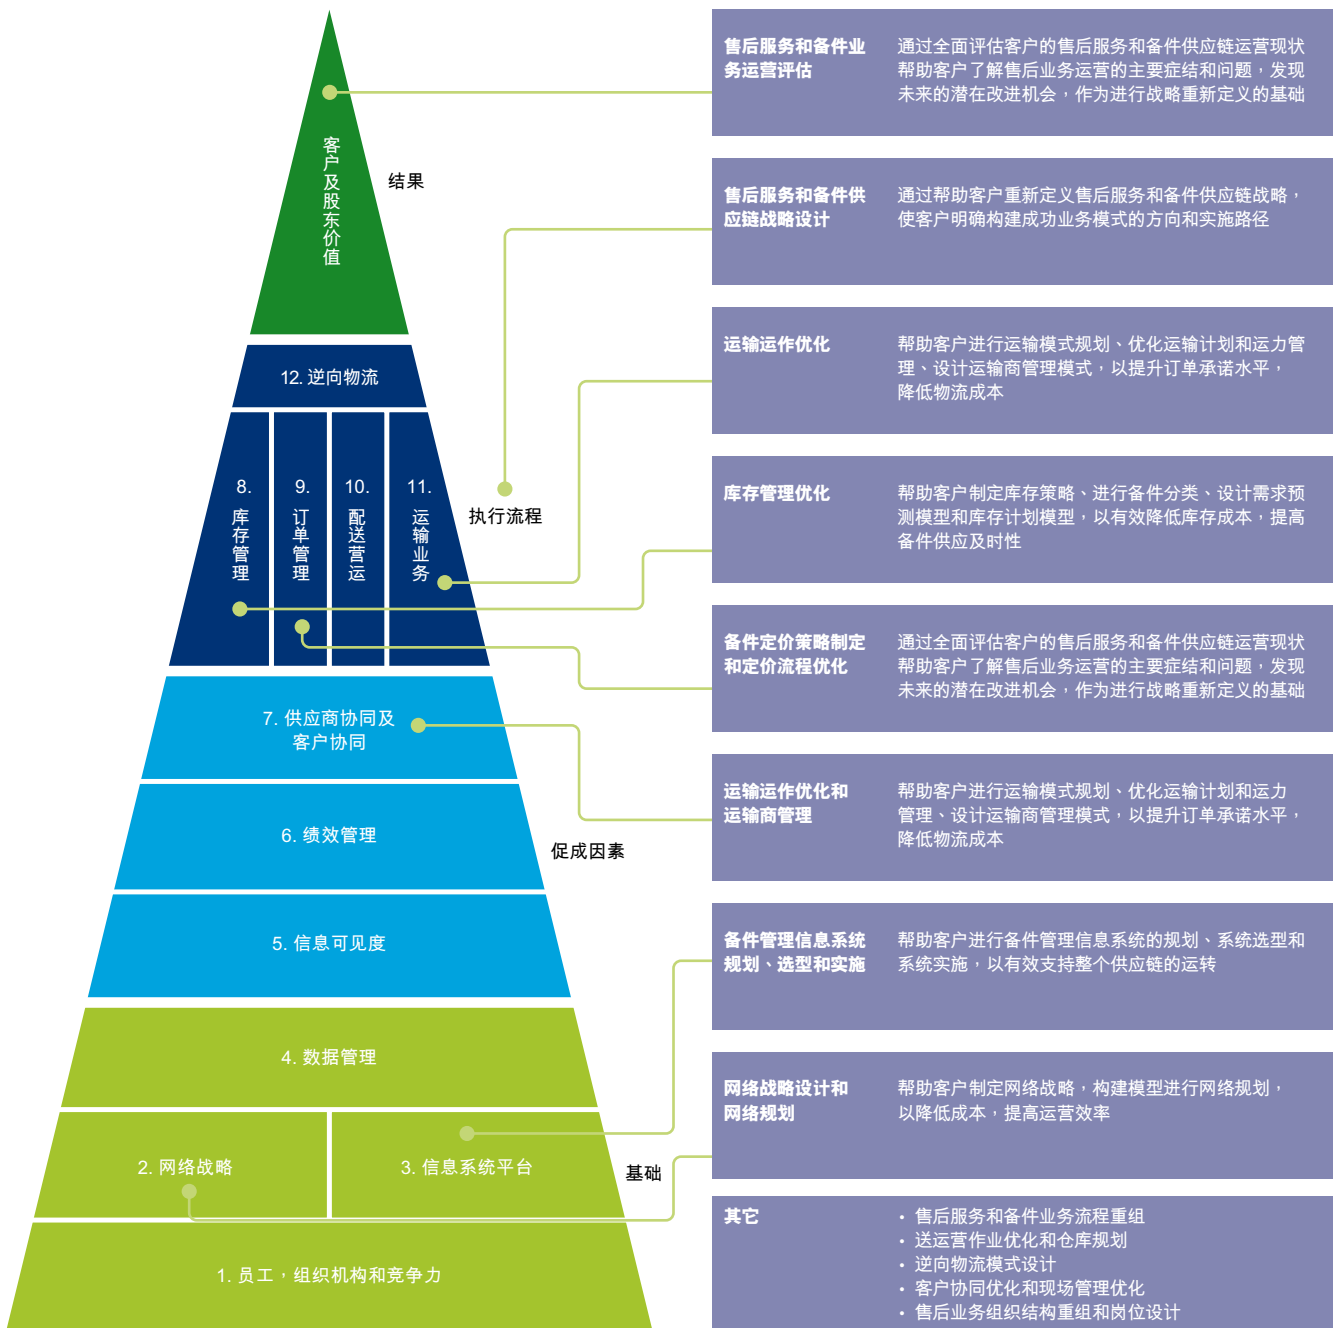 客户及股东价值
结果
12. 逆向物流
8. 库存管理
9. 订单管理
10. 配送营运
11. 运输业务
执行流程
7. 供应商协同及
客户协同
6. 绩效管理
促成因素
5. 信息可见度
4. 数据管理
2. 网络战略
3. 信息系统平台
基础
1. 员工，组织机构和竞争力
售后服务和备件业
务运营评估
通过全面评估客户的售后服务和备件供应链运营现状
帮助客户了解售后业务运营的主要症结和问题，发现
未来的潜在改进机会，作为进行战略重新定义的基础
售后服务和备件供
应链战略设计
通过帮助客户重新定义售后服务和备件供应链战略，
使客户明确构建成功业务模式的方向和实施路径
运输运作优化
帮助客户进行运输模式规划、优化运输计划和运力管
理、设计运输商管理模式，以提升订单承诺水平，
降低物流成本
库存管理优化
帮助客户制定库存策略、进行备件分类、设计需求预
测模型和库存计划模型，以有效降低库存成本，提高
备件供应及时性
备件定价策略制定
和定价流程优化
通过全面评估客户的售后服务和备件供应链运营现状
帮助客户了解售后业务运营的主要症结和问题，发现
未来的潜在改进机会，作为进行战略重新定义的基础
运输运作优化和
运输商管理
帮助客户进行运输模式规划、优化运输计划和运力
管理、设计运输商管理模式，以提升订单承诺水平，
降低物流成本
备件管理信息系统
规划、选型和实施
帮助客户进行备件管理信息系统的规划、系统选型和
系统实施，以有效支持整个供应链的运转
网络战略设计和
网络规划
帮助客户制定网络战略，构建模型进行网络规划，
以降低成本，提高运营效率
其它
• 售后服务和备件业务流程重组
• 送运营作业优化和仓库规划
• 逆向物流模式设计
• 客户协同优化和现场管理优化
• 售后业务组织结构重组和岗位设计